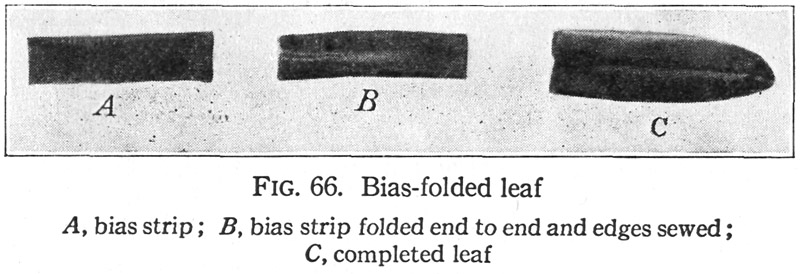 A
B
C
FIG. 66. Bias-folded leaf
A, bias strip; B, bias strip folded end to end and edges sewed;
C, completed leaf